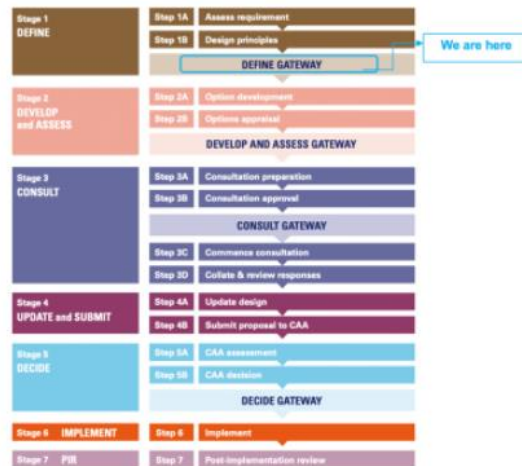 Stage 1
DEFINE
Step 1A Assess requirement
Step 1B Design principles
DEFINE GATEWAY
We are here
Stage 2
DEVELOP
and ASSESS
Step 2A Option development
Step 2B Options appraisal
DEVELOP AND ASSESS GATEWAY
Stage 3
CONSULT
Step 3A Consultation preparation
Step 3B Consultation approval
CONSULT GATEWAY
Step 3C Commence consultation
Step 3D Collate & review responses
Stage 4
UPDATE and SUBMIT
Step 4A Update design
Step 4B Submit proposal to CAA
Stage 5
DECIDE
Step 5A CAA assessment
Step 5B CAA decision
DECIDE GATEWAY
Stage 6 IMPLEMENT
Step 6 Implement
Stage 7 PIR
Step 7 Post-implementation review